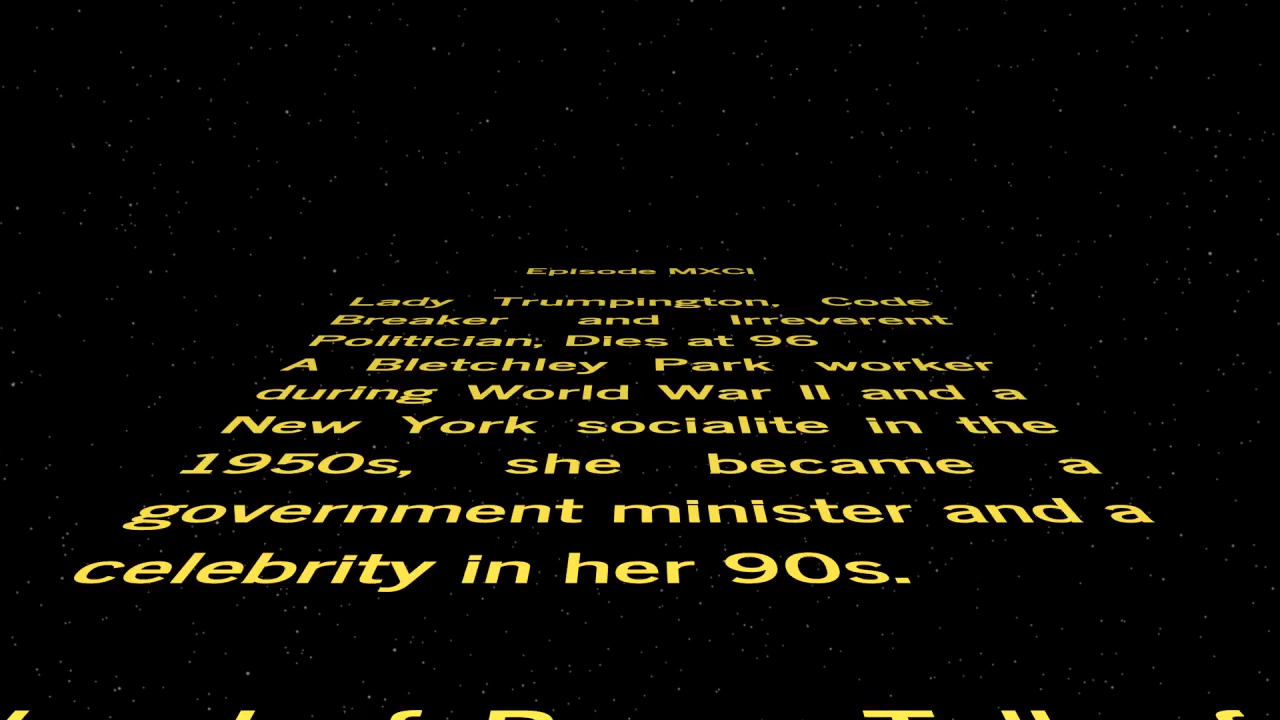 Episode MXCI
Lady Trumpington, Code
Breaker and Irreverent
Politician, Dies at 96
A Bletchley Park worker
during World War II and a
New York socialite in the
1950s, she became a
government minister and a
celebrity in her 90s.